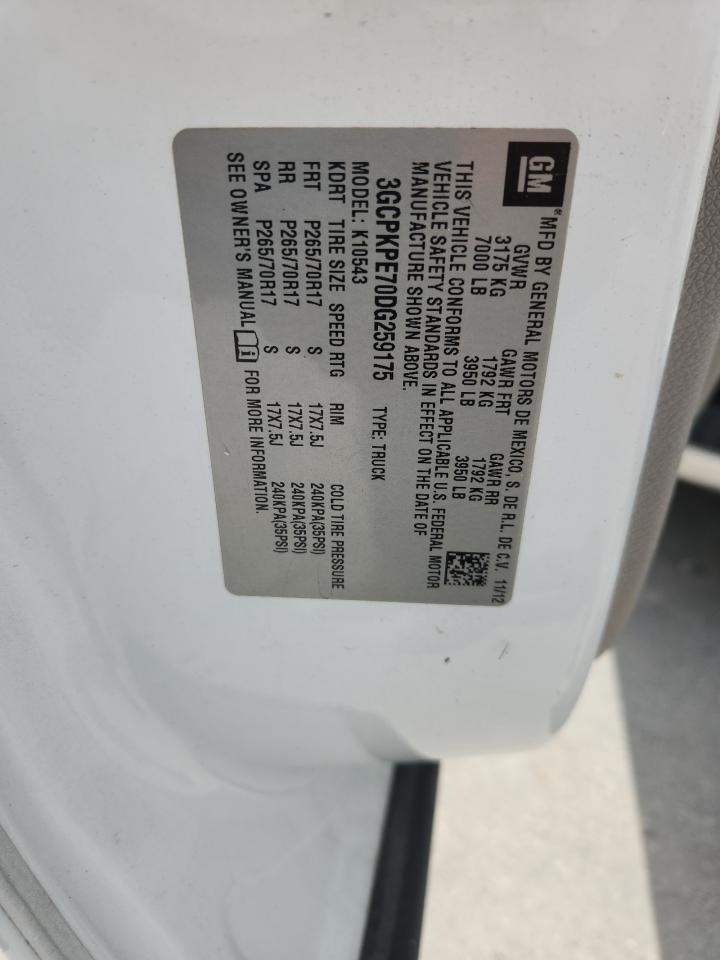 GM
® MFD BY GENERAL MOTORS DE MEXICO, S. DE R.L. DE C.V. 11/12
GVWR GAWR FRT GAWR RR
3175 KG 1792 KG 1792 KG
7000 LB 3950 LB 3950 LB
THIS VEHICLE CONFORMS TO ALL APPLICABLE U.S. FEDERAL MOTOR
VEHICLE SAFETY STANDARDS IN EFFECT ON THE DATE OF
MANUFACTURE SHOWN ABOVE.
3GCPKPE70DG259175 TYPE: TRUCK
MODEL: K10543
KDRT TIRE SIZE SPEED RTG RIM COLD TIRE PRESSURE
FRT P265/70R17 S 17X7.5J 240KPA(35PSI)
RR P265/70R17 S 17X7.5J 240KPA(35PSI)
SPA P265/70R17 S 17X7.5J 240KPA(35PSI)
SEE OWNER'S MANUAL FOR MORE INFORMATION.